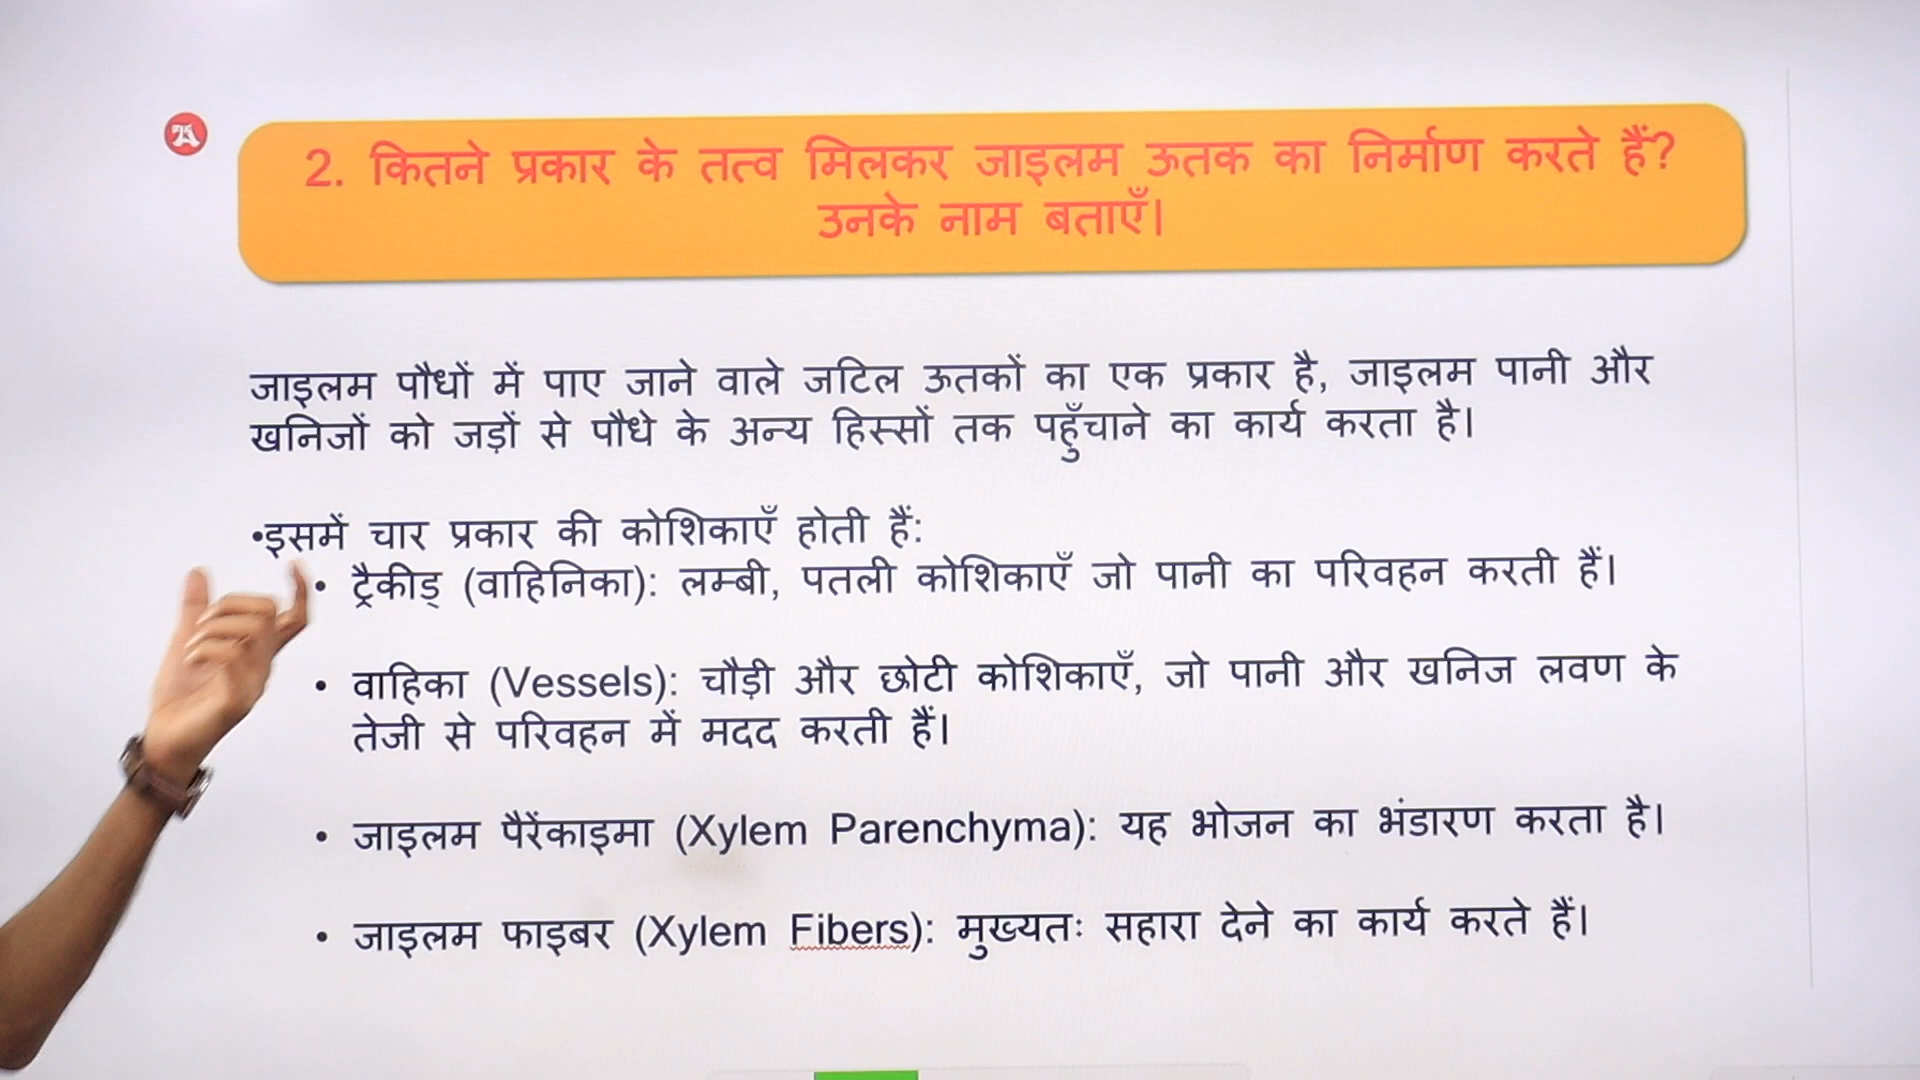 2. कितने प्रकार के तत्व मिलकर जाइलम ऊतक का निर्माण करते हैं?
उनके नाम बताएँ।
जाइलम पौधों में पाए जाने वाले जटिल ऊतकों का एक प्रकार है, जाइलम पानी और
खनिजों को जड़ों से पौधे के अन्य हिस्सों तक पहुँचाने का कार्य करता है।
•इसमें चार प्रकार की कोशिकाएँ होती हैं:
• ट्रैकीड् (वाहिनिका): लम्बी, पतली कोशिकाएँ जो पानी का परिवहन करती हैं।
• वाहिका (Vessels): चौड़ी और छोटी कोशिकाएँ, जो पानी और खनिज लवण के
तेजी से परिवहन में मदद करती हैं।
• जाइलम पैरेंकाइमा (Xylem Parenchyma): यह भोजन का भंडारण करता है।
• जाइलम फाइबर (Xylem Fibers): मुख्यतः सहारा देने का कार्य करते हैं।